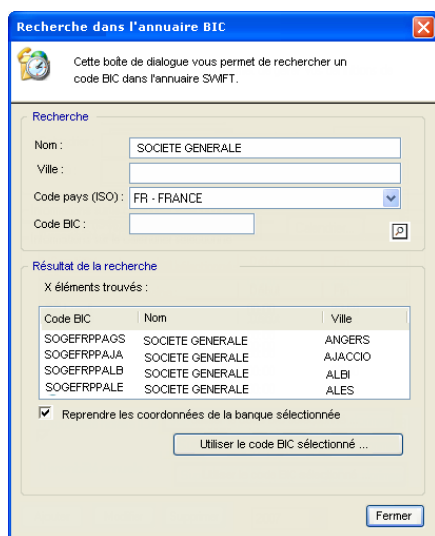 Recherche dans l'annuaire BIC
Cette boîte de dialogue vous permet de rechercher un
code BIC dans l'annuaire SWIFT.
Recherche
Nom : SOCIETE GENERALE
Ville :
Code pays (ISO) : FR - FRANCE
Code BIC :
Résultat de la recherche
X éléments trouvés :
Code BIC Nom Ville
SOGEFRPPAGS SOCIETE GENERALE ANGERS
SOGEFRPPAJA SOCIETE GENERALE AJACCIO
SOGEFRPPALB SOCIETE GENERALE ALBI
SOGEFRPPALE SOCIETE GENERALE ALES
Reprendre les coordonnées de la banque sélectionnée
Utiliser le code BIC sélectionné ...
Fermer